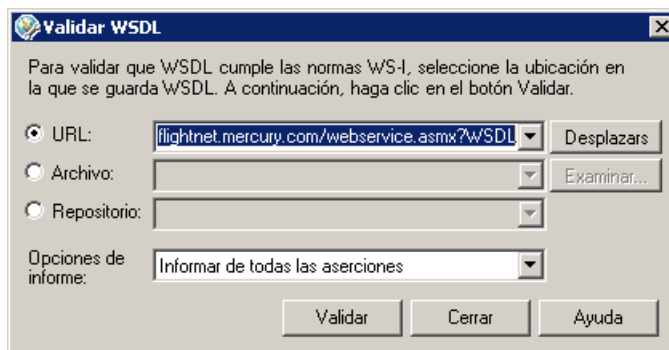 Validar WSDL
Para validar que WSDL cumple las normas WS-I, seleccione la ubicación en
la que se guarda WSDL. A continuación, haga clic en el botón Validar.
URL: flightnet.mercury.com/webservice.asmx?WSDL Desplazars
Archivo: Examinar...
Repositorio:
Opciones de
informe: Informar de todas las aserciones
Validar Cerrar Ayuda